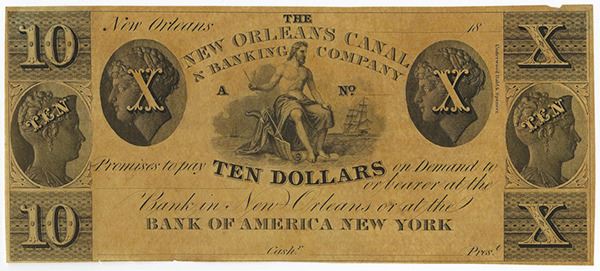 THE
New Orleans 18
10 NEW ORLEANS CANAL X
& BANKING COMPANY
X A No X
TEN TEN
Promises to pay TEN DOLLARS on Demand to
or bearer at the
Bank in New Orleans or at the
10 BANK OF AMERICA NEW YORK X
Cashr. Prest.